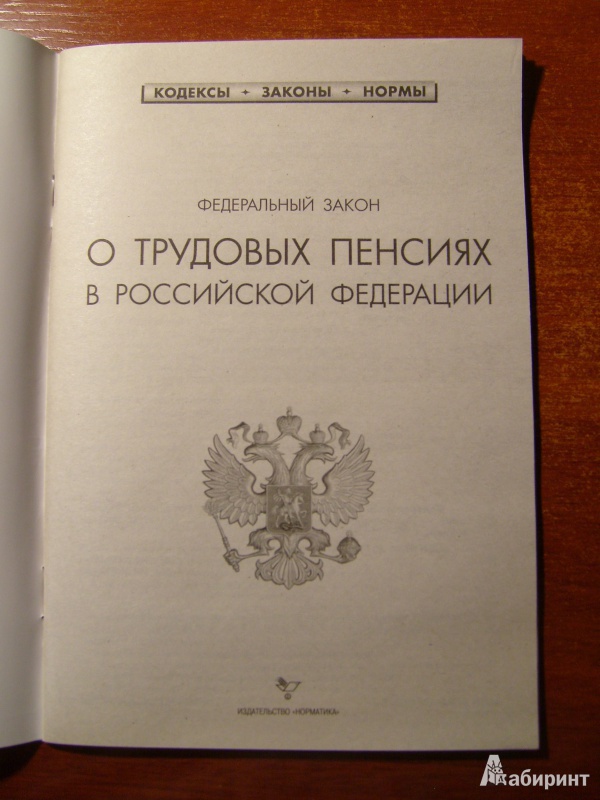 КОДЕКСЫ + ЗАКОНЫ + НОРМЫ
ФЕДЕРАЛЬНЫЙ ЗАКОН
О ТРУДОВЫХ ПЕНСИЯХ
В РОССИЙСКОЙ ФЕДЕРАЦИИ
ИЗДАТЕЛЬСТВО «НОРМАТИКА»
Лабиринт